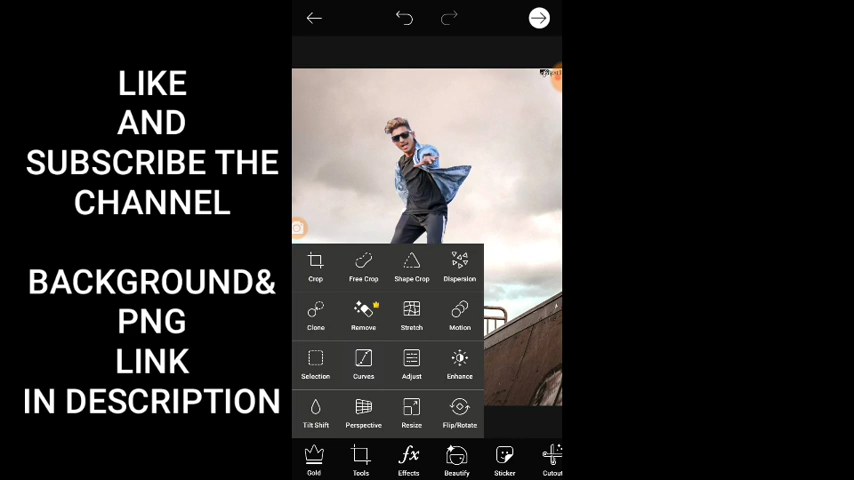 LIKE
AND
SUBSCRIBE THE
CHANNEL
BACKGROUND&
PNG
LINK
IN DESCRIPTION
Crop Free Crop Shape Crop Dispersion
Clone Remove Stretch Motion
Selection Curves Adjust Enhance
Tilt Shift Perspective Resize Flip/Rotate
Gold Tools Effects Beautify Sticker Cutout